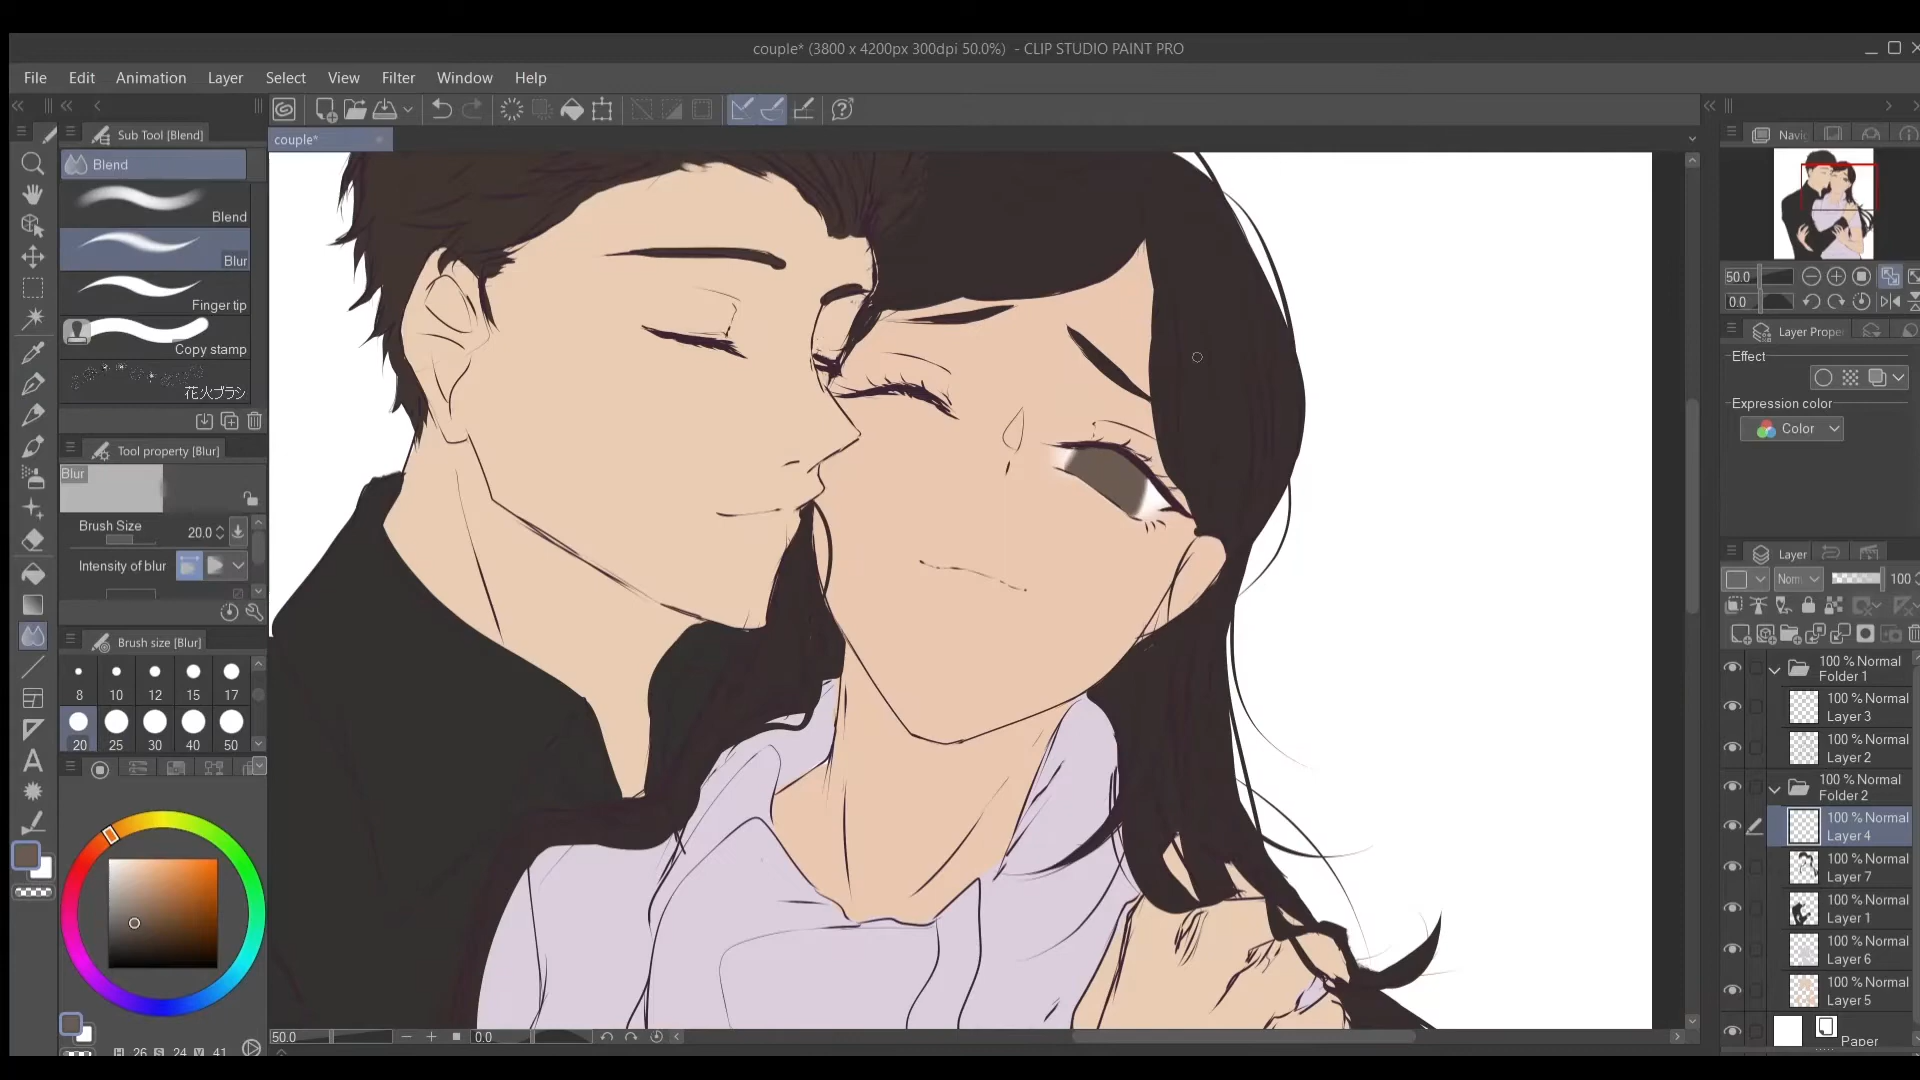 couple* (3800 x 4200px 300dpi 50.0%) - CLIP STUDIO PAINT PRO
File Edit Animation Layer Select View Filter Window Help
Sub Tool [Blend]
couple*
Blend
Blend
Blur
Finger tip
Copy stamp
花火ブラシ
Tool property [Blur]
Blur
Brush Size 20.0
Intensity of blur
Brush size [Blur]
8 10 12 15 17
20 25 30 40 50
H 26 S 24 V 41
50.0 0.0
50.0
0.0
Layer Proper
Effect
Expression color
Color
Layer
Norm 100
100 % Normal
Folder 1
100 % Normal
Layer 3
100 % Normal
Layer 2
100 % Normal
Folder 2
100 % Normal
Layer 4
100 % Normal
Layer 7
100 % Normal
Layer 1
100 % Normal
Layer 6
100 % Normal
Layer 5
Paper